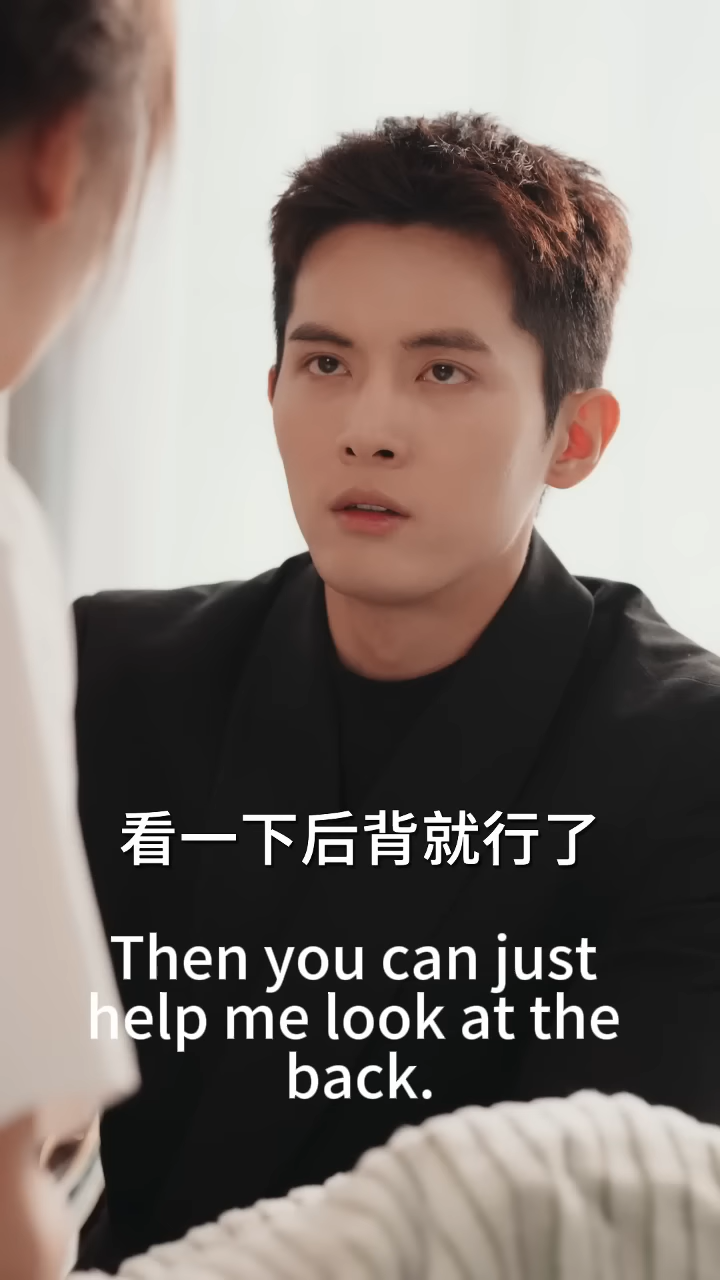 看一下后背就行了
Then you can just
help me look at the
back.